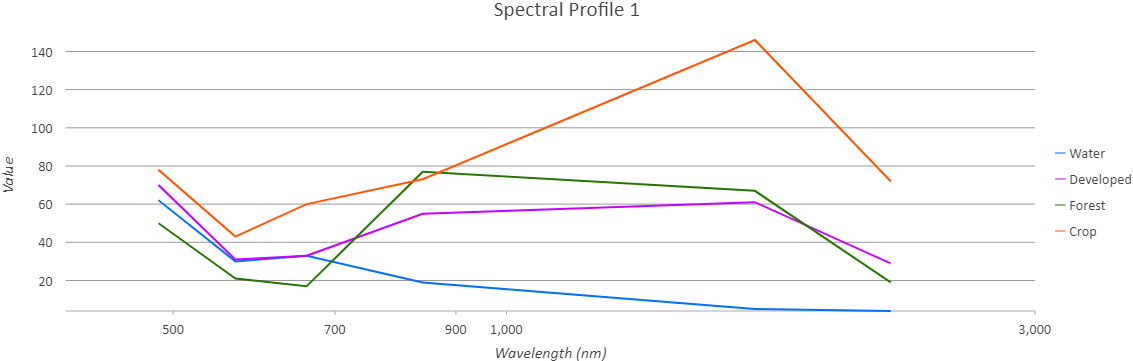 Spectral Profile 1
140
120
100
80
60
40
20
Value
500 700 900 1,000 3,000
Wavelength (nm)
Water
Developed
Forest
Crop